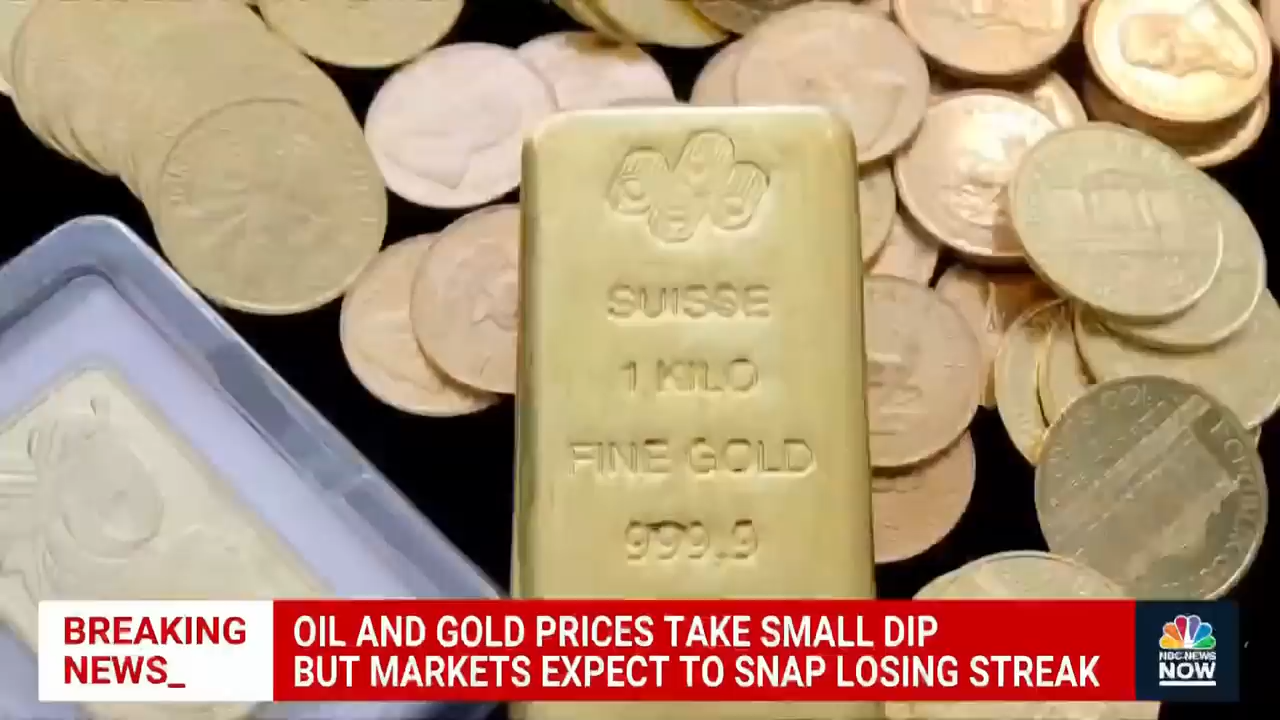 SUISSE
1 KILO
FINE GOLD
999.9
BREAKING
NEWS_
OIL AND GOLD PRICES TAKE SMALL DIP
BUT MARKETS EXPECT TO SNAP LOSING STREAK
NBC NEWS
NOW